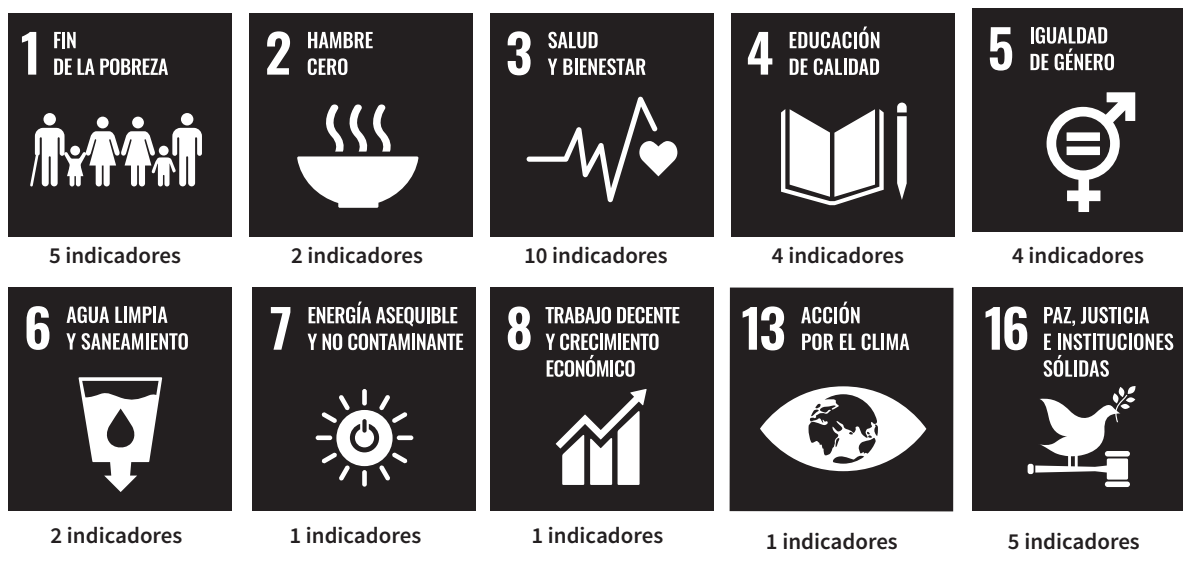 1 FIN
DE LA POBREZA
5 indicadores
2 HAMBRE
CERO
2 indicadores
3 SALUD
Y BIENESTAR
10 indicadores
4 EDUCACIÓN
DE CALIDAD
4 indicadores
5 IGUALDAD
DE GÉNERO
4 indicadores
6 AGUA LIMPIA
Y SANEAMIENTO
2 indicadores
7 ENERGÍA ASEQUIBLE
Y NO CONTAMINANTE
1 indicadores
8 TRABAJO DECENTE
Y CRECIMIENTO
ECONÓMICO
1 indicadores
13 ACCIÓN
POR EL CLIMA
1 indicadores
16 PAZ, JUSTICIA
E INSTITUCIONES
SÓLIDAS
5 indicadores